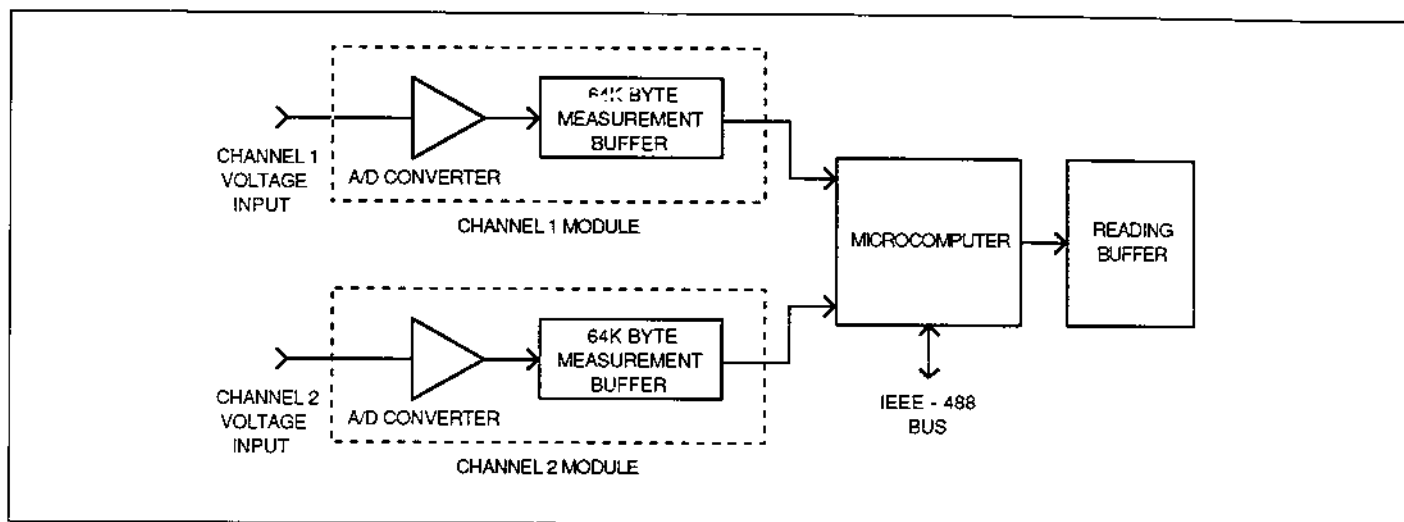 64K BYTE
MEASUREMENT
BUFFER
CHANNEL 1
VOLTAGE
INPUT
A/D CONVERTER
CHANNEL 1 MODULE
MICROCOMPUTER
READING
BUFFER
64K BYTE
MEASUREMENT
BUFFER
CHANNEL 2
VOLTAGE
INPUT
A/D CONVERTER
CHANNEL 2 MODULE
IEEE - 488
BUS